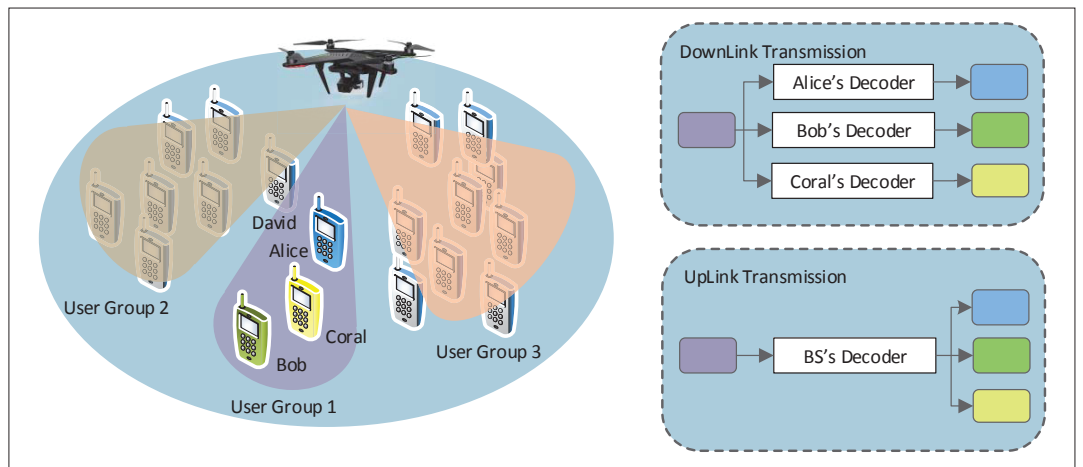 David
Alice
Coral
Bob
User Group 2
User Group 3
User Group 1
DownLink Transmission
Alice's Decoder
Bob's Decoder
Coral's Decoder
UpLink Transmission
BS's Decoder